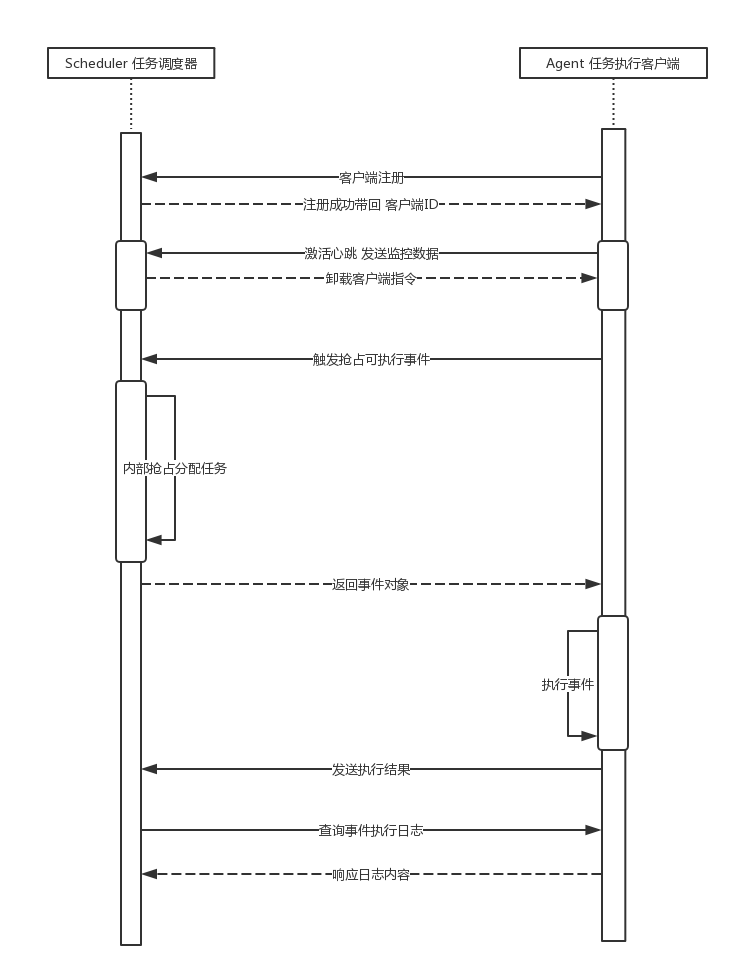 Scheduler 任务调度器
Agent 任务执行客户端
客户端注册
注册成功带回 客户端ID
激活心跳 发送监控数据
卸载客户端指令
触发抢占可执行事件
内部抢占分配任务
返回事件对象
执行事件
发送执行结果
查询事件执行日志
响应日志内容